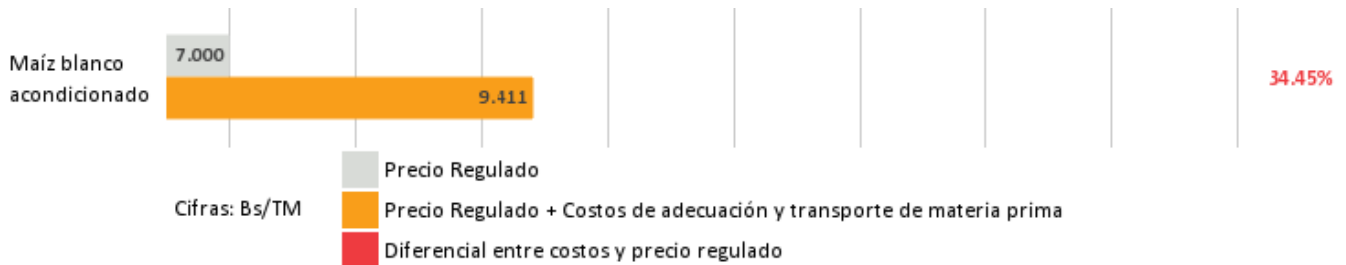 Maíz blanco
acondicionado
7.000
9.411
34.45%
Cifras: Bs/TM
Precio Regulado
Precio Regulado + Costos de adecuación y transporte de materia prima
Diferencial entre costos y precio regulado